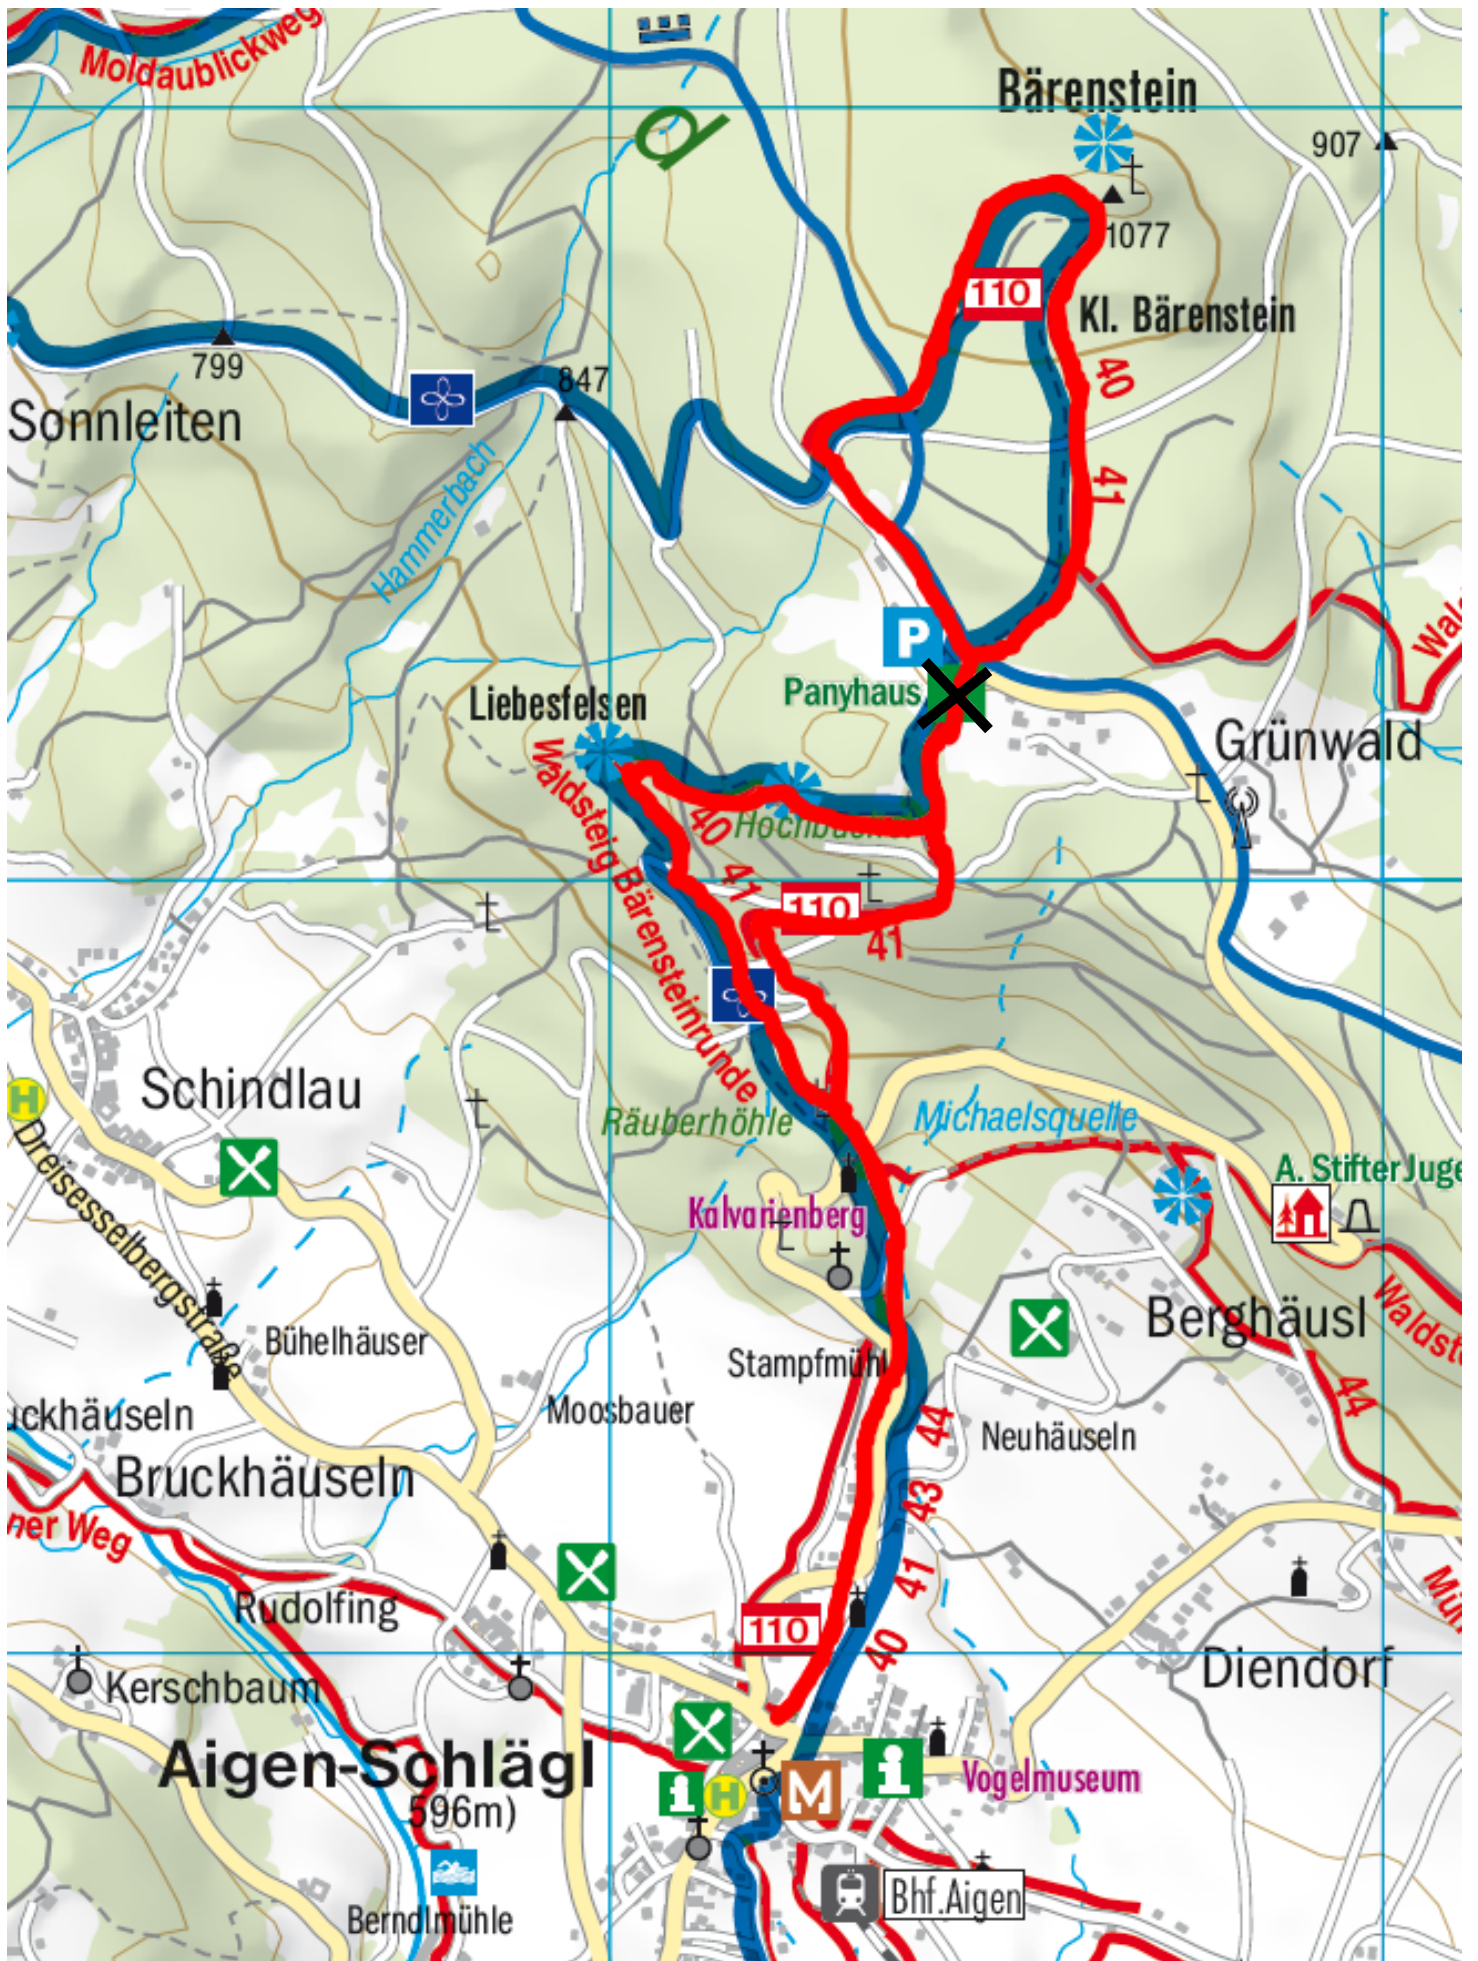 Moldaublickweg
Bärenstein
907
1077
110
Kl. Bärenstein
799
847
40
Sonnleiten
41
Hammerbach
P
Panyhaus
Liebesfelsen
Grünwald
40
41
110
41
Waldsteig Bärensteinrunde
Schindlau
H
Räuberhöhle
Michaelsquelle
A. Stifter Juge
Kalvarienberg
Dreisesselbergstraße
Berghäusl
Waldst
Bühelhäuser
Stampfmühl
44
Moosbauer
44
Neuhäuseln
uckhäuseln
Bruckhäuseln
43
ner Weg
41
Rudolfing
110
40
Diendorf
Kerschbaum
Aigen-Schlägl
596m)
i
H
M
i
Vogelmuseum
Bhf.Aigen
Berndlmühle